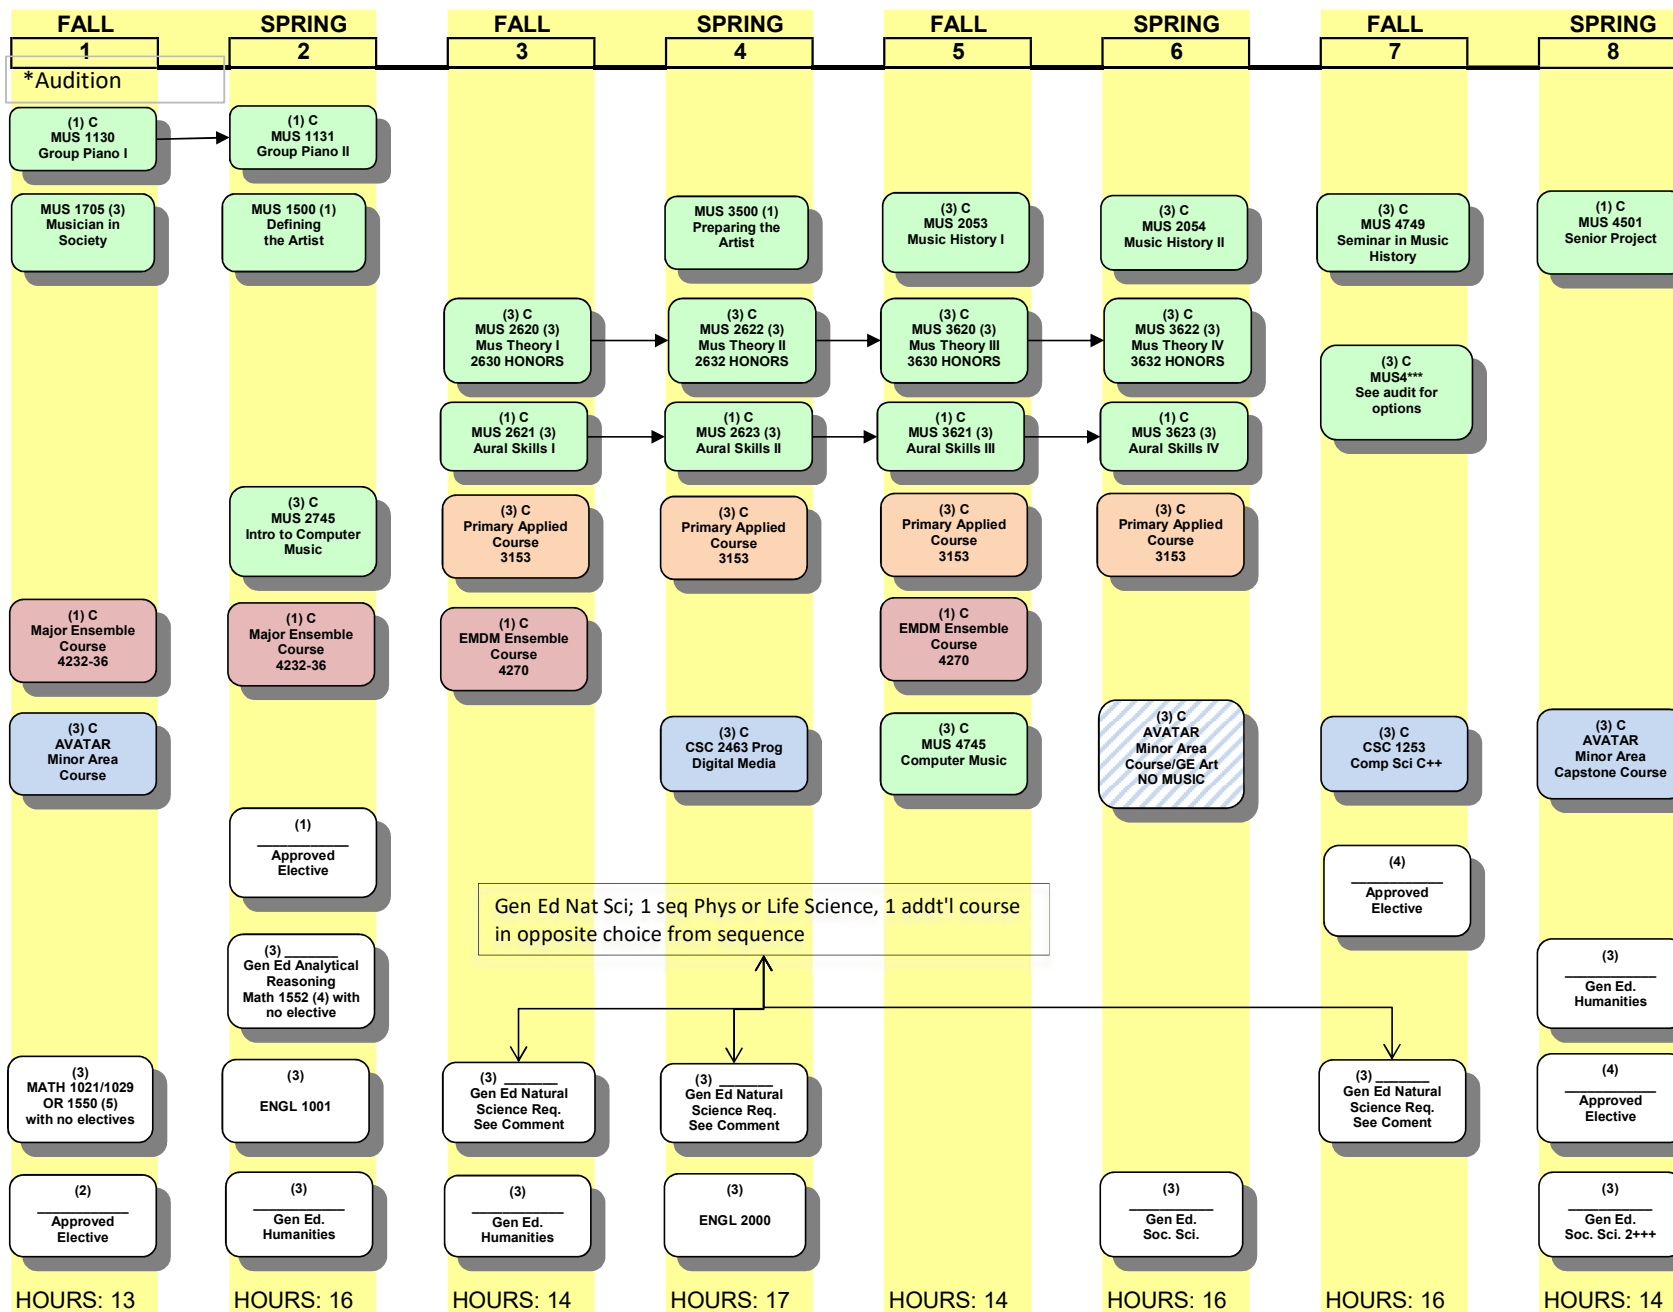 FALL
1
*Audition
(1) C
MUS 1130
Group Piano I
MUS 1705 (3)
Musician in
Society
(1) C
Major Ensemble
Course
4232-36
(3) C
AVATAR
Minor Area
Course
(3)
MATH 1021/1029
OR 1550 (5)
with no electives
(2)
____________
Approved
Elective
HOURS: 13
SPRING
2
(1) C
MUS 1131
Group Piano II
MUS 1500 (1)
Defining
the Artist
(3) C
MUS 2745
Intro to Computer
Music
(1) C
Major Ensemble
Course
4232-36
(1)
____________
Approved
Elective
(3) _______
Gen Ed Analytical
Reasoning
Math 1552 (4) with
no elective
(3)
ENGL 1001
(3)
____________
Gen Ed.
Humanities
HOURS: 16
FALL
3
(3) C
MUS 2620 (3)
Mus Theory I
2630 HONORS
(1) C
MUS 2621 (3)
Aural Skills I
(3) C
Primary Applied
Course
3153
(1) C
EMDM Ensemble
Course
4270
Gen Ed Nat Sci; 1 seq Phys or Life Science, 1 addt'l course
in opposite choice from sequence
(3) _______
Gen Ed Natural
Science Req.
See Comment
(3)
____________
Gen Ed.
Humanities
HOURS: 14
SPRING
4
MUS 3500 (1)
Preparing the
Artist
(3) C
MUS 2622 (3)
Mus Theory II
2632 HONORS
(1) C
MUS 2623 (3)
Aural Skills II
(3) C
Primary Applied
Course
3153
(3) C
CSC 2463 Prog
Digital Media
(3) _______
Gen Ed Natural
Science Req.
See Comment
(3)
ENGL 2000
HOURS: 17
FALL
5
(3) C
MUS 2053
Music History I
(3) C
MUS 3620 (3)
Mus Theory III
3630 HONORS
(1) C
MUS 3621 (3)
Aural Skills III
(3) C
Primary Applied
Course
3153
(1) C
EMDM Ensemble
Course
4270
(3) C
MUS 4745
Computer Music
HOURS: 14
SPRING
6
(3) C
MUS 2054
Music History II
(3) C
MUS 3622 (3)
Mus Theory IV
3632 HONORS
(1) C
MUS 3623 (3)
Aural Skills IV
(3) C
Primary Applied
Course
3153
(3) C
AVATAR
Minor Area
Course/GE Art
NO MUSIC
(3)
____________
Gen Ed.
Soc. Sci.
HOURS: 16
FALL
7
(3) C
MUS 4749
Seminar in Music
History
(3) C
MUS4***
See audit for
options
(3) C
CSC 1253
Comp Sci C++
(4)
____________
Approved
Elective
(3) _______
Gen Ed Natural
Science Req.
See Coment
HOURS: 16
SPRING
8
(1) C
MUS 4501
Senior Project
(3) C
AVATAR
Minor Area
Capstone Course
(3)
____________
Gen Ed.
Humanities
(4)
____________
Approved
Elective
(3)
____________
Gen Ed.
Soc. Sci. 2+++
HOURS: 14